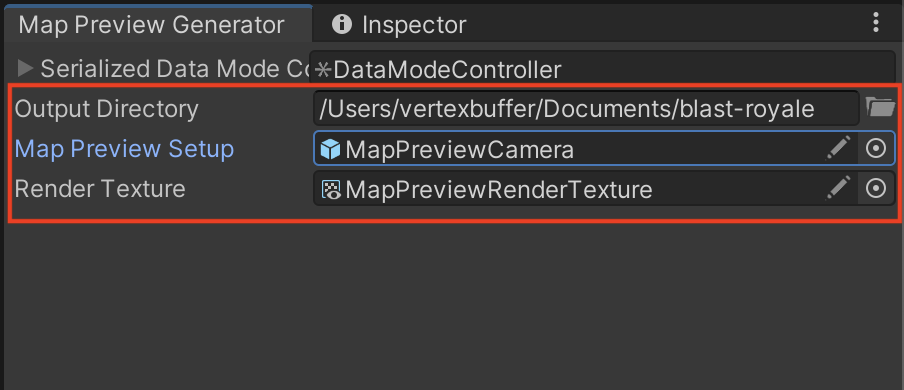 Map Preview Generator Inspector
Serialized Data Mode Co DataModeController
Output Directory /Users/vertexbuffer/Documents/blast-royale
Map Preview Setup MapPreviewCamera
Render Texture MapPreviewRenderTexture